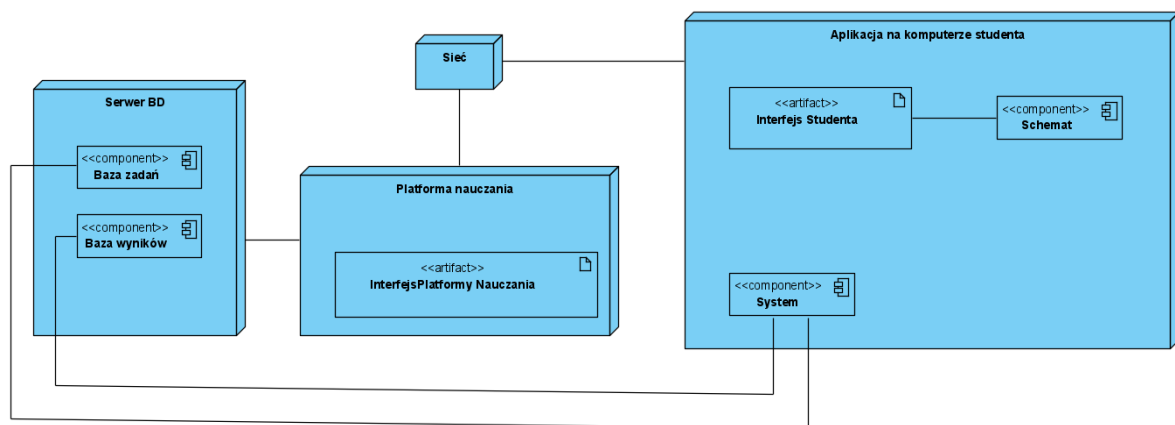 Aplikacja na komputerze studenta
Sieć
Serwer BD
<<artifact>>
Interfejs Studenta
<<component>>
Schemat
<<component>>
Baza zadań
Platforma nauczania
<<component>>
Baza wyników
<<artifact>>
InterfejsPlatformy Nauczania
<<component>>
System